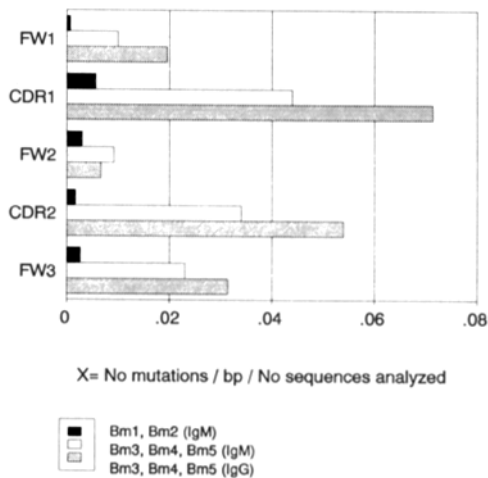 FW1
CDR1
FW2
CDR2
FW3
0 .02 .04 .06 .08
X= No mutations / bp / No sequences analyzed
Bm1, Bm2 (IgM)
Bm3, Bm4, Bm5 (IgM)
Bm3, Bm4, Bm5 (IgG)